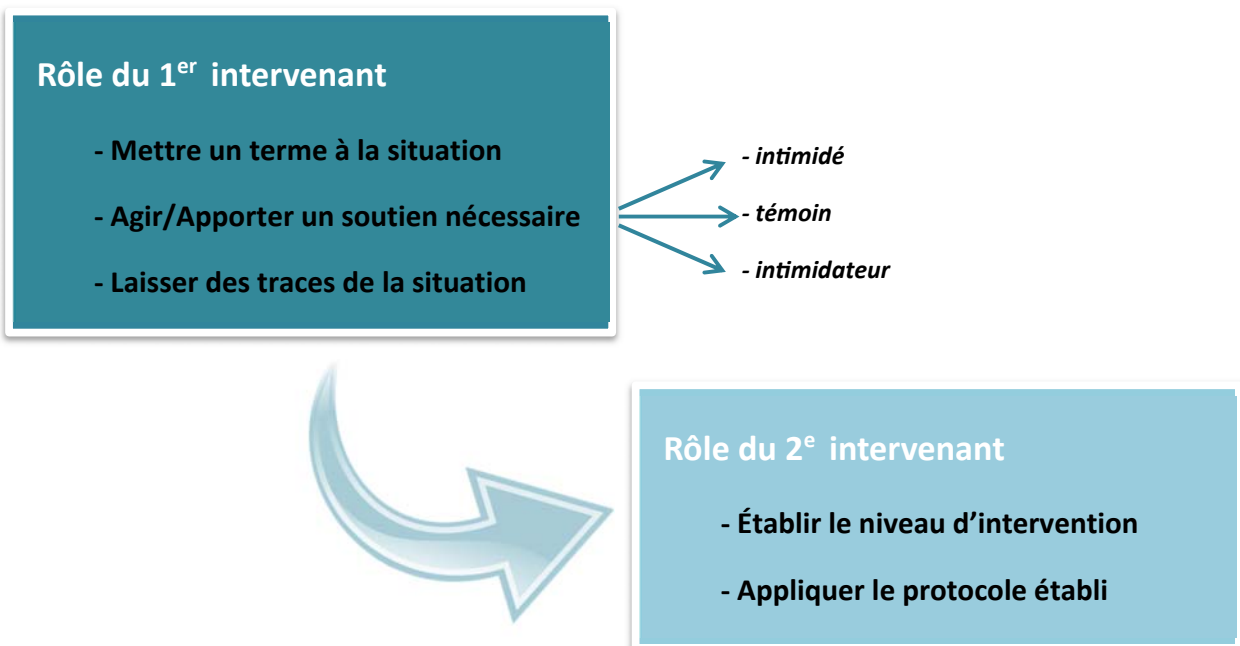 Rôle du 1er intervenant
- Mettre un terme à la situation
- Agir/Apporter un soutien nécessaire
- Laisser des traces de la situation
- intimidé
- témoin
- intimidateur
Rôle du 2e intervenant
- Établir le niveau d’intervention
- Appliquer le protocole établi